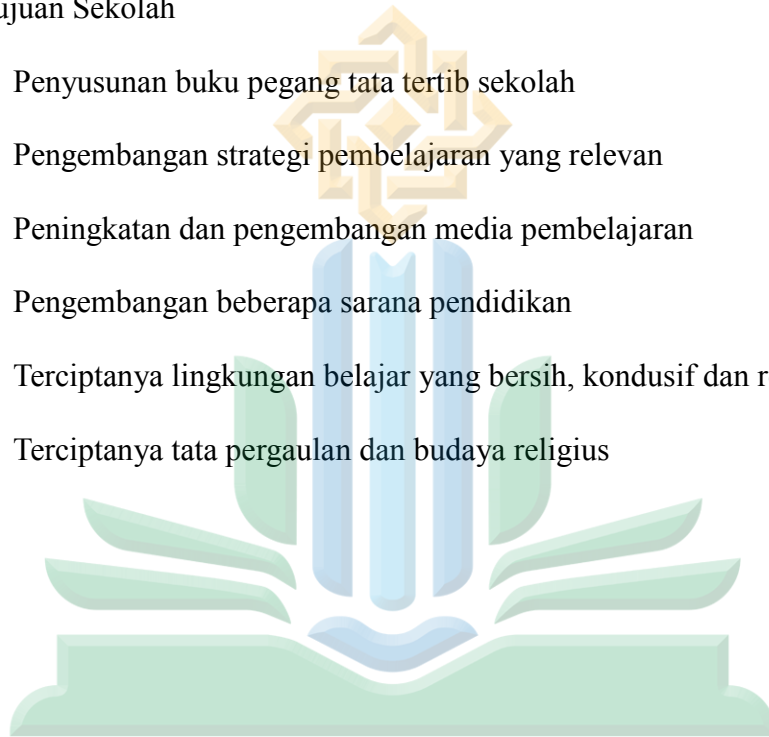 ujuan Sekolah
Penyusunan buku pegang tata tertib sekolah
Pengembangan strategi pembelajaran yang relevan
Peningkatan dan pengembangan media pembelajaran
Pengembangan beberapa sarana pendidikan
Terciptanya lingkungan belajar yang bersih, kondusif dan r
Terciptanya tata pergaulan dan budaya religius